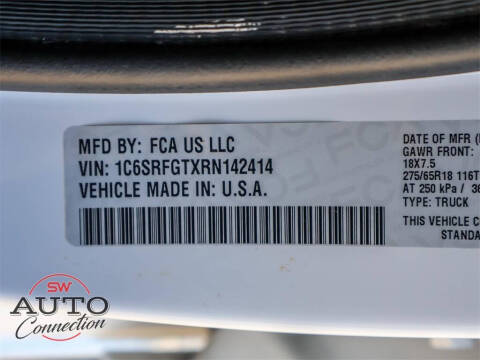 MFD BY: FCA US LLC
VIN: 1C6SRFGTXRN142414
VEHICLE MADE IN: U.S.A.
DATE OF MFR
GAWR FRONT:
18X7.5
275/65R18 116T
AT 250 kPa / 36
TYPE: TRUCK
THIS VEHICLE
STANDA
SW
AUTO
Connection